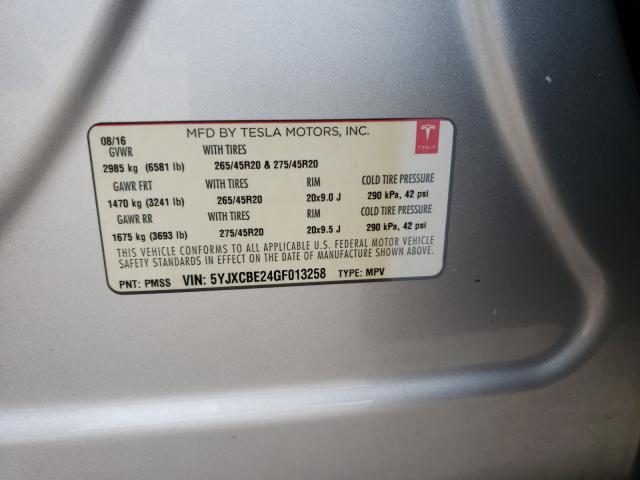 08/16 MFD BY TESLA MOTORS, INC.
GVWR WITH TIRES
2985 kg (6581 lb) 265/45R20 & 275/45R20
TESLA
GAWR FRT WITH TIRES RIM COLD TIRE PRESSURE
1470 kg (3241 lb) 265/45R20 20x9.0 J 290 kPa, 42 psi
GAWR RR WITH TIRES RIM COLD TIRE PRESSURE
1675 kg (3693 lb) 275/45R20 20x9.5 J 290 kPa, 42 psi
THIS VEHICLE CONFORMS TO ALL APPLICABLE U.S. FEDERAL MOTOR VEHICLE
SAFETY STANDARDS IN EFFECT ON THE DATE OF MANUFACTURE SHOWN ABOVE.
PNT: PMSS VIN: 5YJXCBE24GF013258 TYPE: MPV